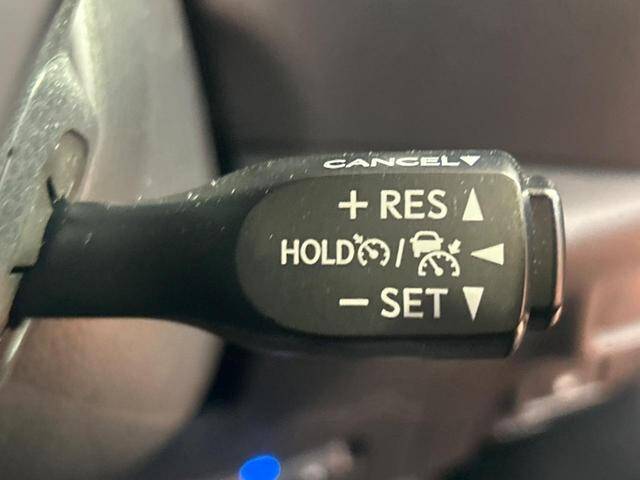 CANCEL▼
+ RES ▲
HOLD / ◀
− SET ▼